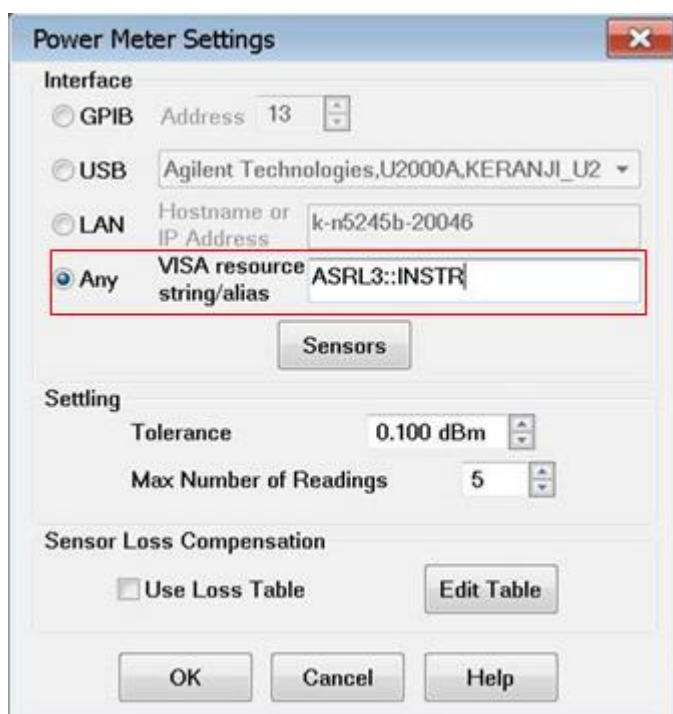 Power Meter Settings
Interface
GPIB Address 13
USB Agilent Technologies,U2000A,KERANJI_U2
LAN Hostname or IP Address k-n5245b-20046
Any VISA resource string/alias ASRL3::INSTR
Sensors
Settling
Tolerance 0.100 dBm
Max Number of Readings 5
Sensor Loss Compensation
Use Loss Table Edit Table
OK Cancel Help